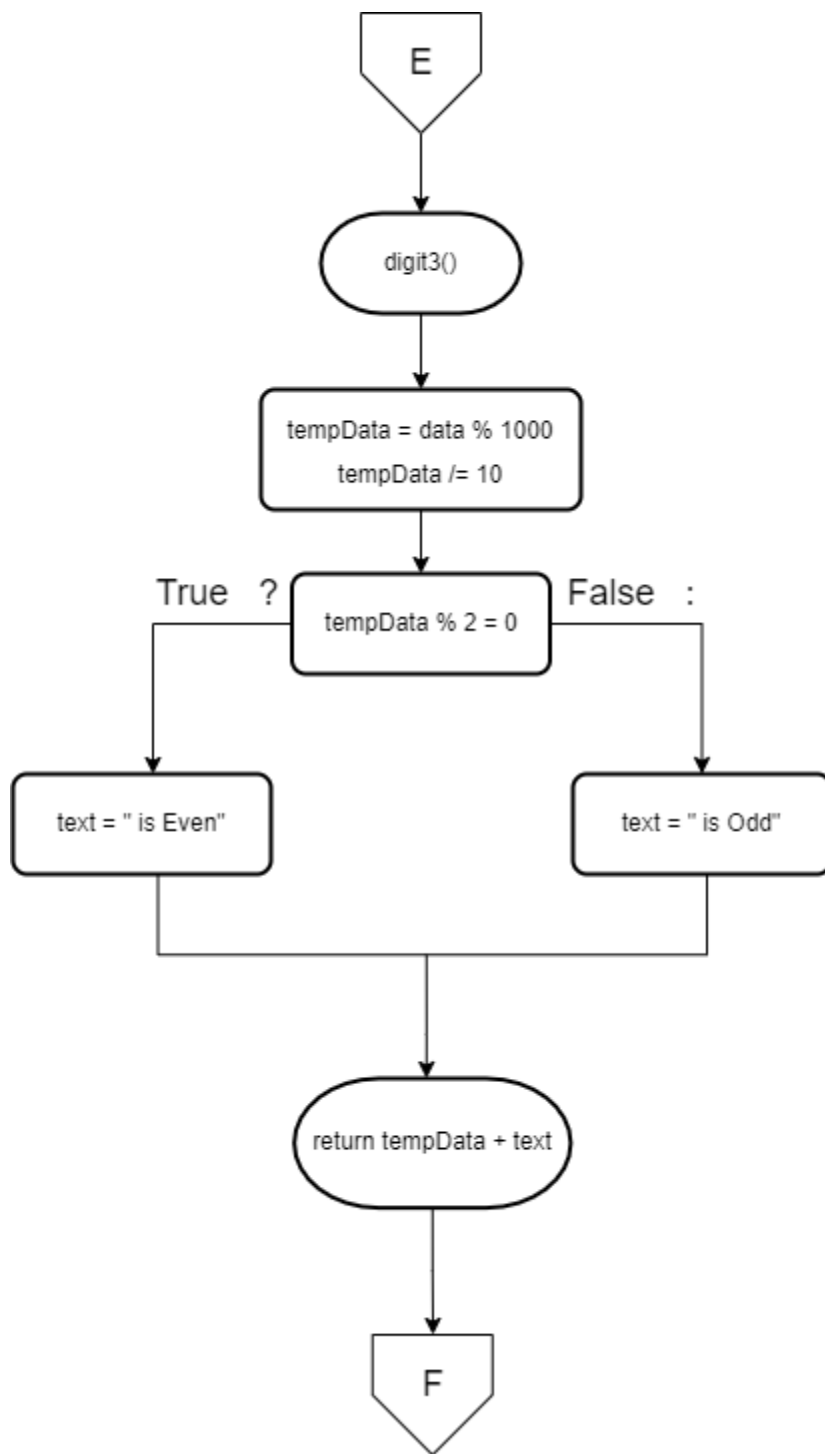 E
digit3()
tempData = data % 1000
tempData /= 10
True ?
tempData % 2 = 0
False :
text = " is Even"
text = " is Odd"
return tempData + text
F